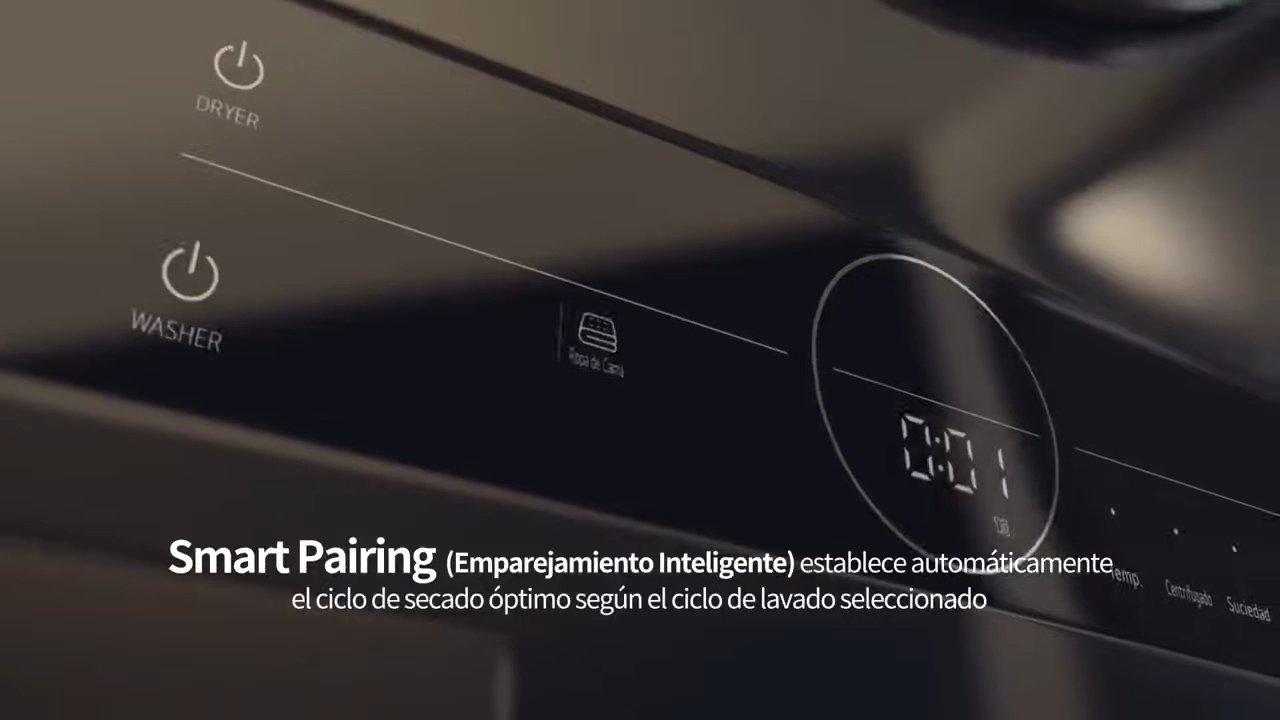 DRYER
WASHER
Ropa de Cama
0:01
Temp.
Centrifugado
Suciedad
Smart Pairing (Emparejamiento Inteligente) establece automáticamente
el ciclo de secado óptimo según el ciclo de lavado seleccionado